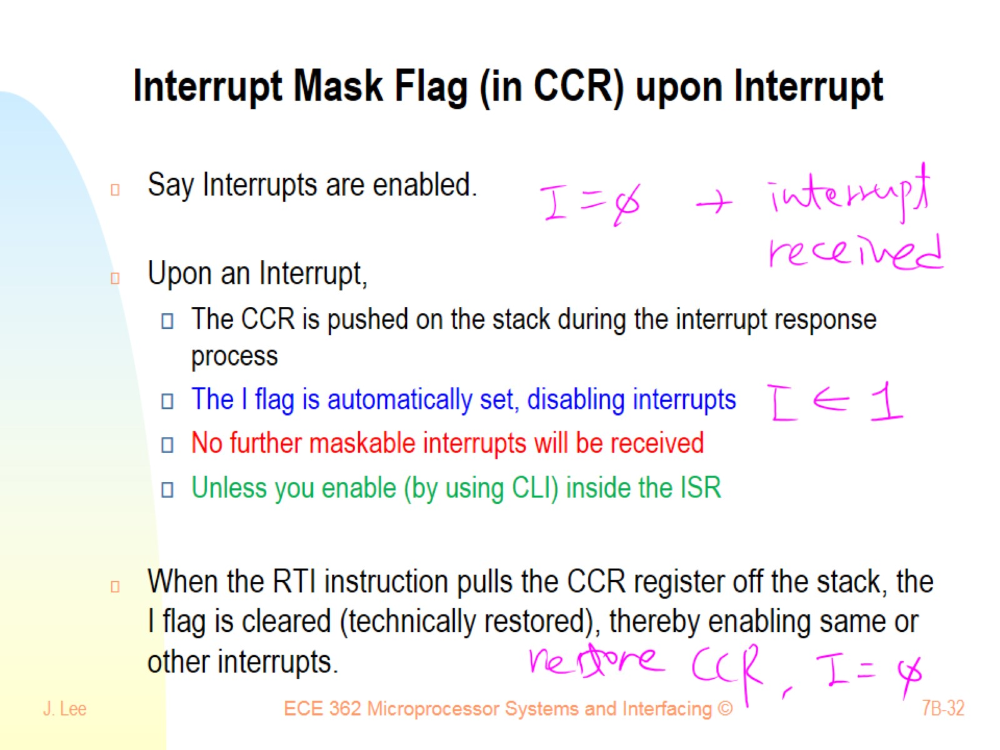 Interrupt Mask Flag (in CCR) upon Interrupt
Say Interrupts are enabled.
I = ∅ → interrupt
received
Upon an Interrupt,
The CCR is pushed on the stack during the interrupt response
process
The I flag is automatically set, disabling interrupts
I ← 1
No further maskable interrupts will be received
Unless you enable (by using CLI) inside the ISR
When the RTI instruction pulls the CCR register off the stack, the
I flag is cleared (technically restored), thereby enabling same or
other interrupts.
restore CCR, I = ∅
J. Lee
ECE 362 Microprocessor Systems and Interfacing ©
7B-32